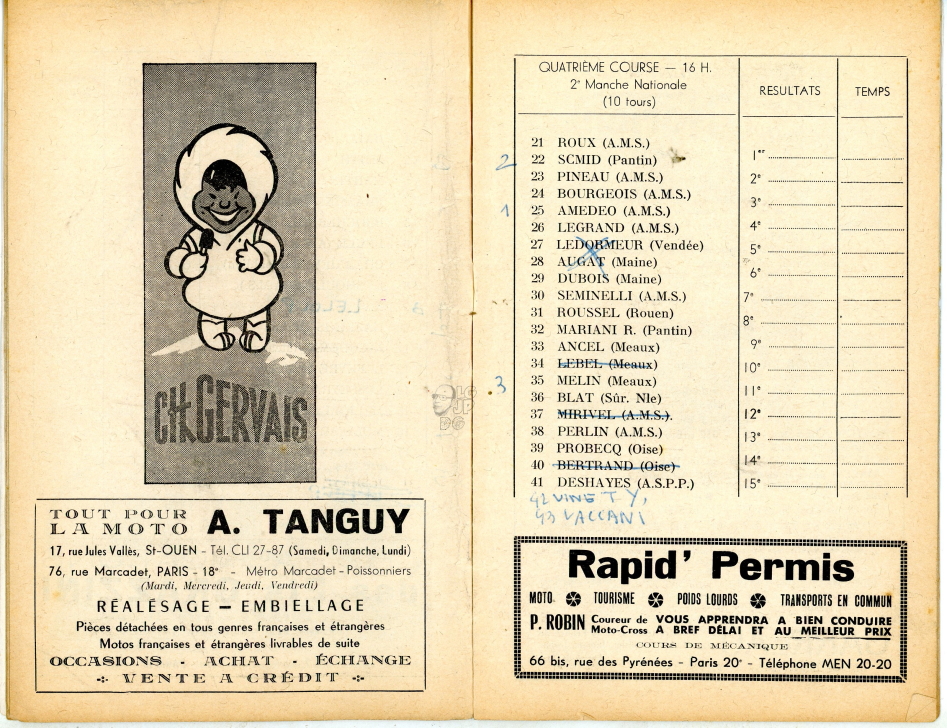 CH. GERVAIS
TOUT POUR
LA MOTO
A. TANGUY
17, rue Jules Vallès, St-OUEN - Tél. CLI 27-87 (Samedi, Dimanche, Lundi)
76, rue Marcadet, PARIS - 18e - Métro Marcadet-Poissonniers
(Mardi, Mercredi, Jeudi, Vendredi)
RÉALÉSAGE — EMBIELLAGE
Pièces détachées en tous genres françaises et étrangères
Motos françaises et étrangères livrables de suite
OCCASIONS - ACHAT - ÉCHANGE
VENTE A CRÉDIT
QUATRIÈME COURSE — 16 H.
2e Manche Nationale
(10 tours)
RESULTATS
TEMPS
21 ROUX (A.M.S.)
2 22 SCMID (Pantin)
23 PINEAU (A.M.S.)
24 BOURGEOIS (A.M.S.)
1 25 AMEDEO (A.M.S.)
26 LEGRAND (A.M.S.)
27 LEDORMEUR (Vendée)
28 AUGAT (Maine)
29 DUBOIS (Maine)
30 SEMINELLI (A.M.S.)
31 ROUSSEL (Rouen)
32 MARIANI R. (Pantin)
33 ANCEL (Meaux)
34 LEBEL (Meaux)
3 35 MELIN (Meaux)
36 BLAT (Sûr. Nle)
37 MIRIVEL (A.M.S.).
38 PERLIN (A.M.S.)
39 PROBECQ (Oise)
40 BERTRAND (Oise)
41 DESHAYES (A.S.P.P.)
42 VINETTY,
43 VACCANI
1er
2e
3e
4e
5e
6e
7e
8e
9e
10e
11e
12e
13e
14e
15e
Rapid' Permis
MOTO TOURISME POIDS LOURDS TRANSPORTS EN COMMUN
P. ROBIN Coureur de Moto-Cross VOUS APPRENDRA A BIEN CONDUIRE
A BREF DÉLAI ET AU MEILLEUR PRIX
COURS DE MÉCANIQUE
66 bis, rue des Pyrénées - Paris 20e - Téléphone MEN 20-20